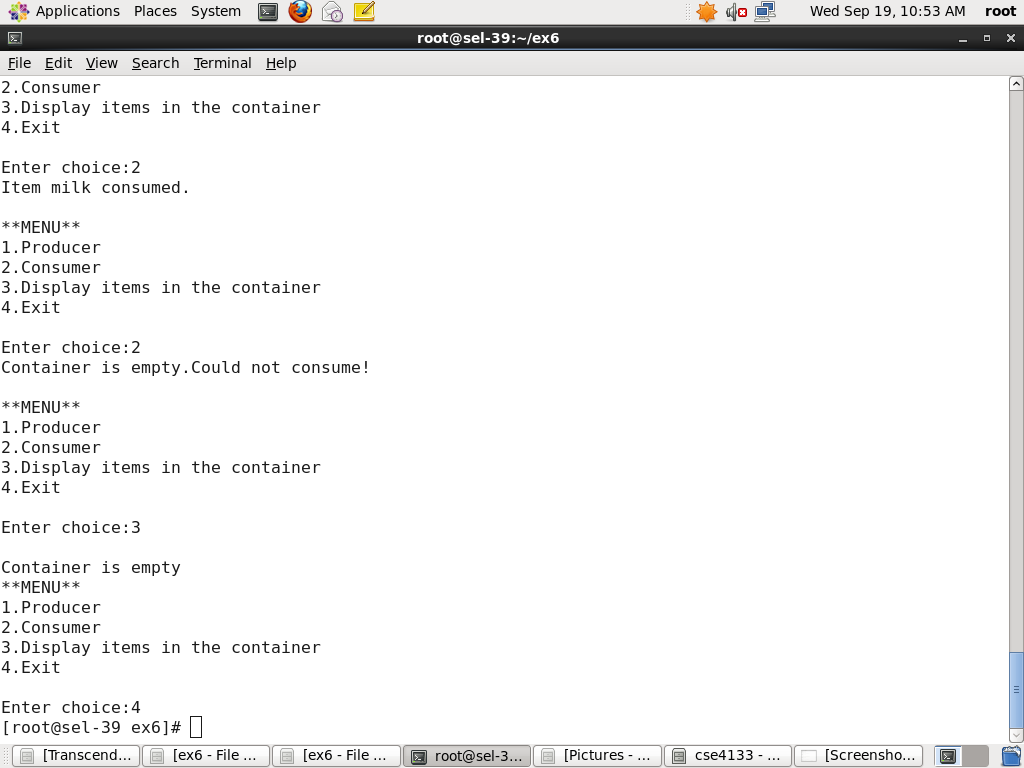 Applications Places System Wed Sep 19, 10:53 AM root
root@sel-39:~/ex6
File Edit View Search Terminal Help
2.Consumer
3.Display items in the container
4.Exit
Enter choice:2
Item milk consumed.
**MENU**
1.Producer
2.Consumer
3.Display items in the container
4.Exit
Enter choice:2
Container is empty.Could not consume!
**MENU**
1.Producer
2.Consumer
3.Display items in the container
4.Exit
Enter choice:3
Container is empty
**MENU**
1.Producer
2.Consumer
3.Display items in the container
4.Exit
Enter choice:4
[root@sel-39 ex6]#
[Transcend... [ex6 - File ... [ex6 - File ... root@sel-3... [Pictures - ... cse4133 - ... [Screensho...